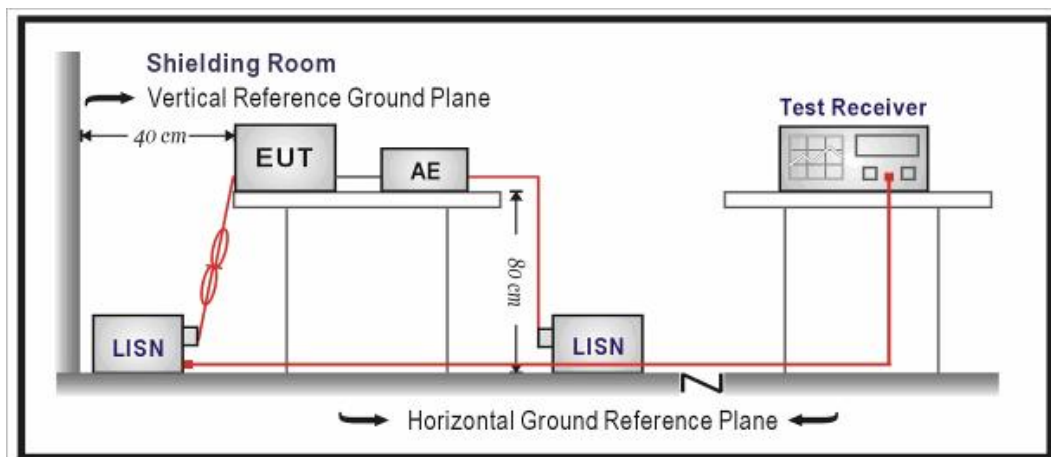 Shielding Room
Vertical Reference Ground Plane
40 cm
EUT
AE
Test Receiver
80 cm
LISN
LISN
Horizontal Ground Reference Plane